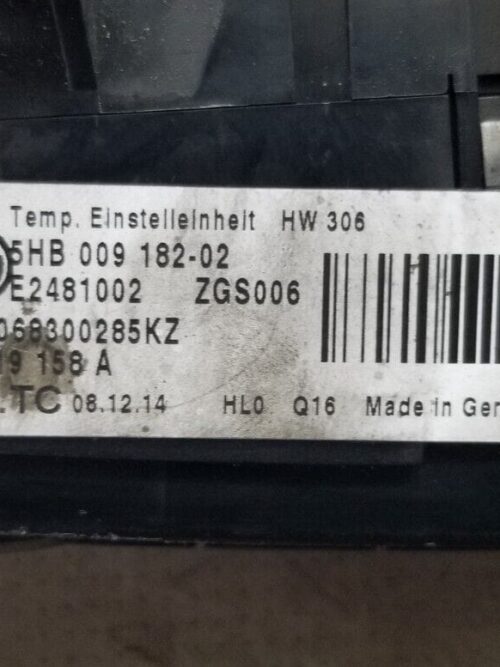 Temp. Einstelleinheit HW 306
5HB 009 182-02
E2481002 ZGS006
068300285KZ
19 158 A
.TC 08.12.14 HL0 Q16 Made in Ger